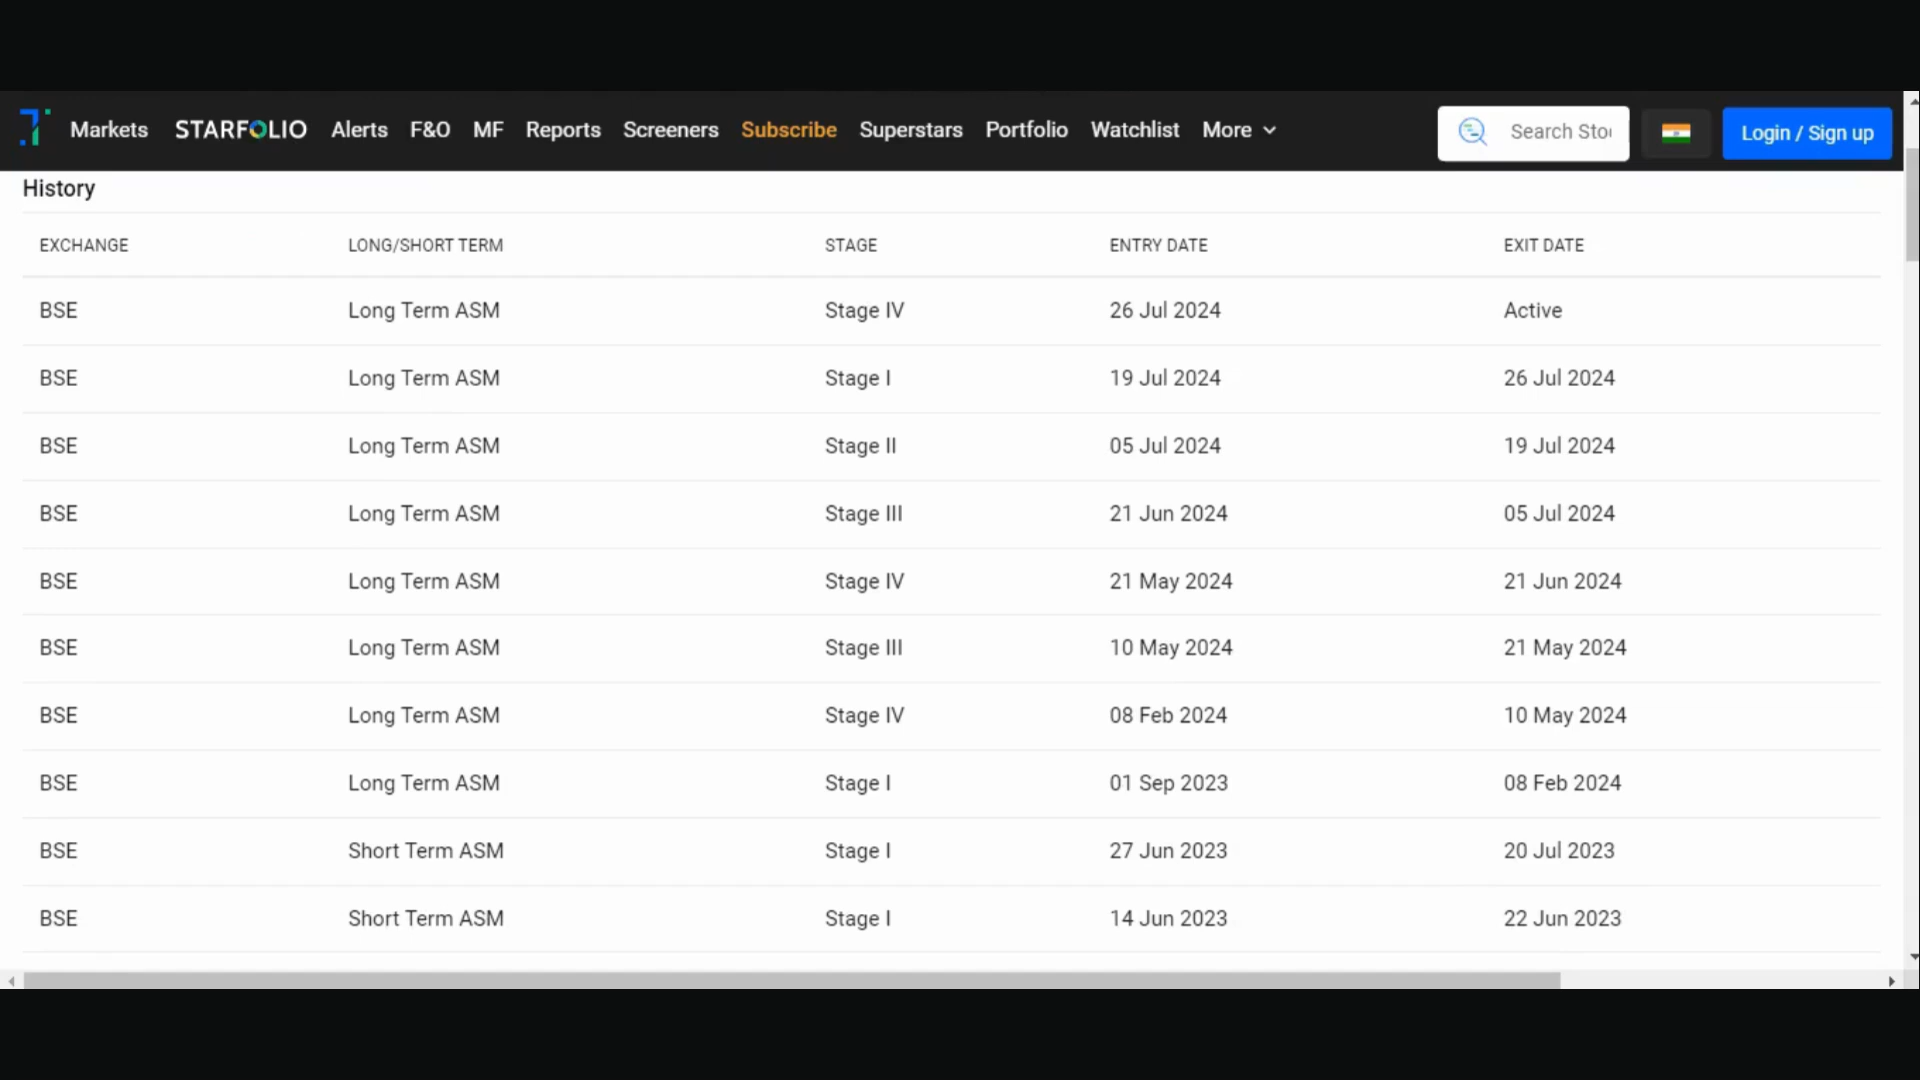 Markets STARFOLIO Alerts F&O MF Reports Screeners Subscribe Superstars Portfolio Watchlist More Search Sto Login / Sign up
History
EXCHANGE LONG/SHORT TERM STAGE ENTRY DATE EXIT DATE
BSE Long Term ASM Stage IV 26 Jul 2024 Active
BSE Long Term ASM Stage I 19 Jul 2024 26 Jul 2024
BSE Long Term ASM Stage II 05 Jul 2024 19 Jul 2024
BSE Long Term ASM Stage III 21 Jun 2024 05 Jul 2024
BSE Long Term ASM Stage IV 21 May 2024 21 Jun 2024
BSE Long Term ASM Stage III 10 May 2024 21 May 2024
BSE Long Term ASM Stage IV 08 Feb 2024 10 May 2024
BSE Long Term ASM Stage I 01 Sep 2023 08 Feb 2024
BSE Short Term ASM Stage I 27 Jun 2023 20 Jul 2023
BSE Short Term ASM Stage I 14 Jun 2023 22 Jun 2023